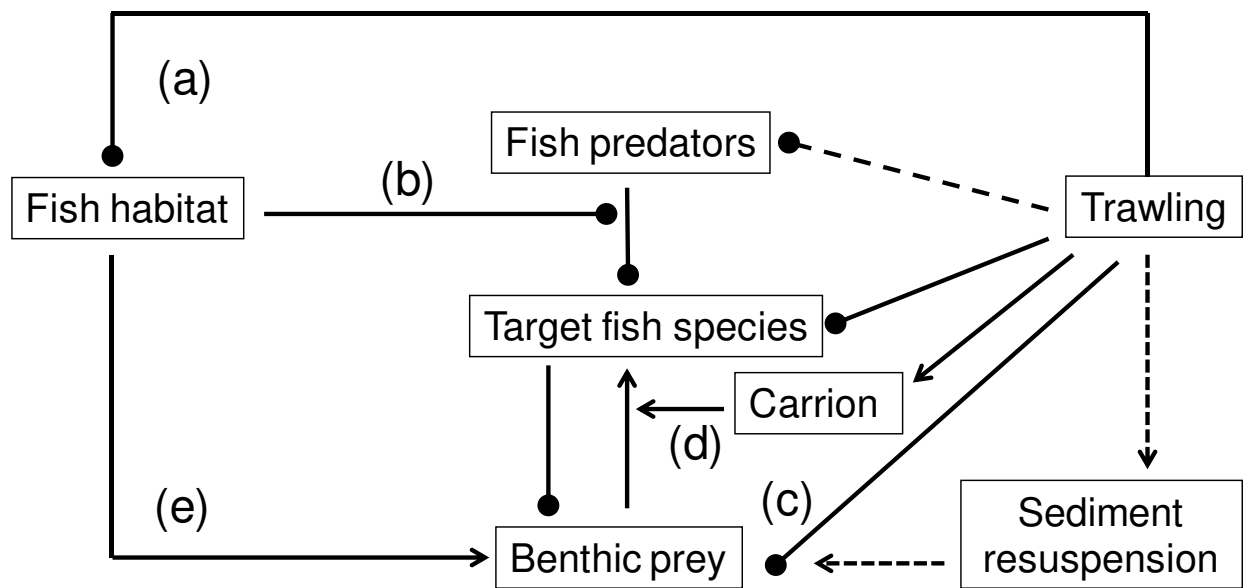 (a)
Fish predators
(b)
Fish habitat
Trawling
Target fish species
Carrion
(d)
(c)
(e)
Sediment
resuspension
Benthic prey